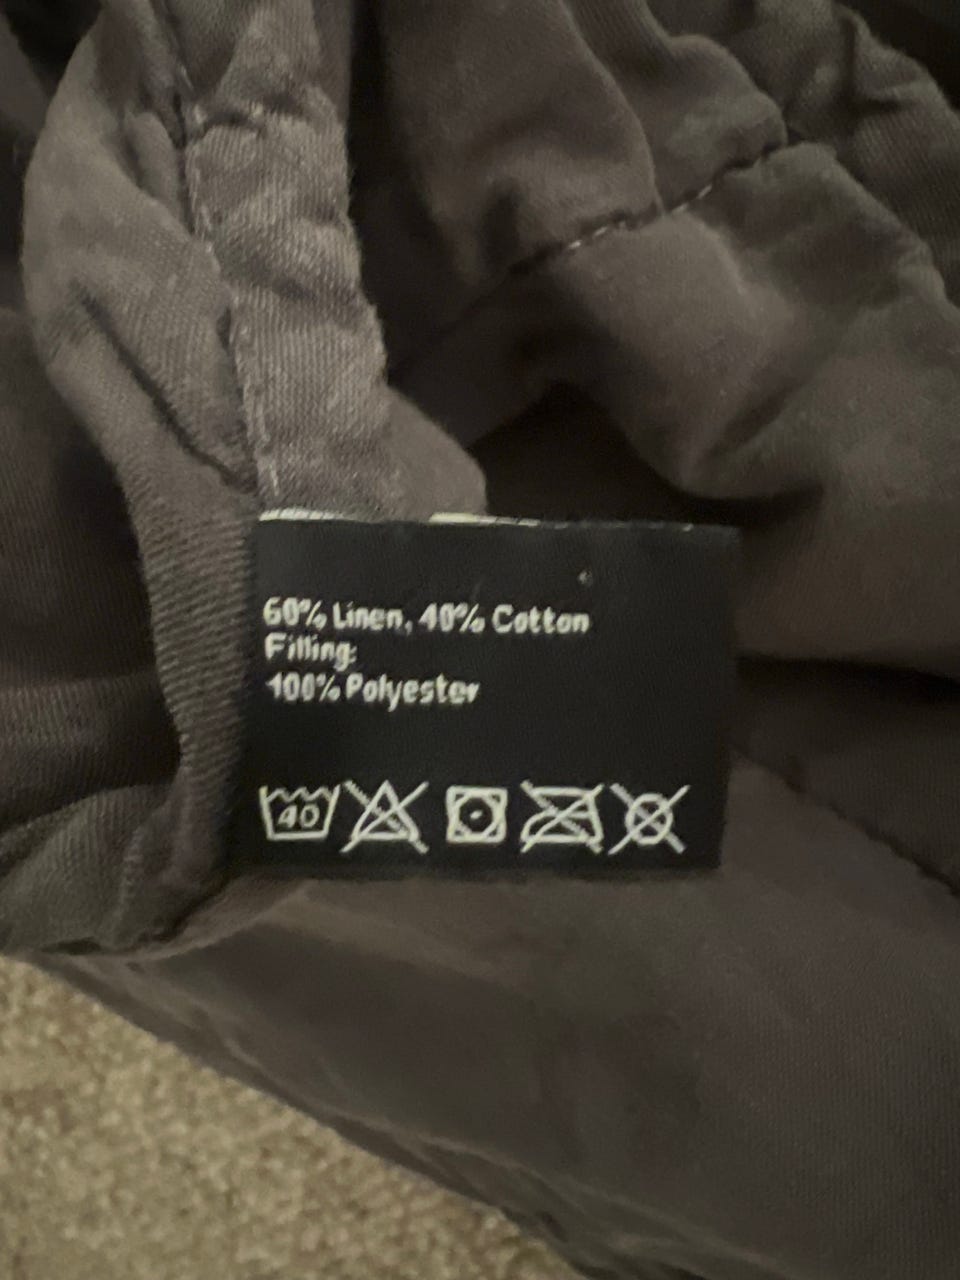 60% Linen, 40% Cotton
Filling:
100% Polyester
40